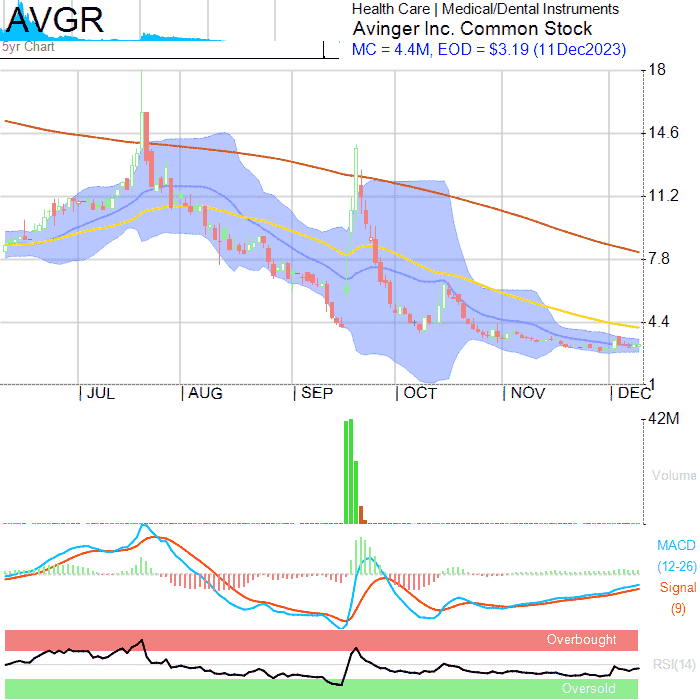 AVGR
5yr Chart
Health Care | Medical/Dental Instruments
Avinger Inc. Common Stock
MC = 4.4M, EOD = $3.19 (11Dec2023)
18
14.6
11.2
7.8
4.4
1
JUL AUG SEP OCT NOV DEC
42M
Volume
MACD
(12-26)
Signal
(9)
Overbought
RSI(14)
Oversold